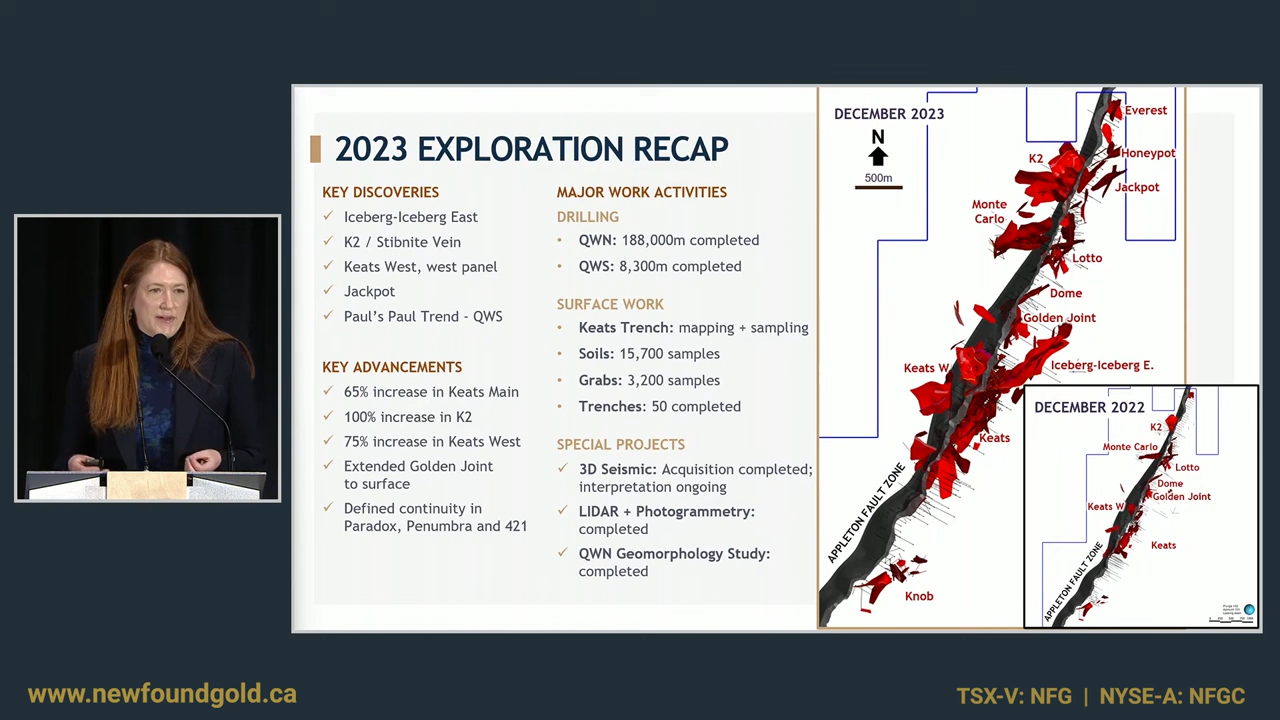 2023 EXPLORATION RECAP
KEY DISCOVERIES
✓ Iceberg-Iceberg East
✓ K2 / Stibnite Vein
✓ Keats West, west panel
✓ Jackpot
✓ Paul's Paul Trend - QWS
KEY ADVANCEMENTS
✓ 65% increase in Keats Main
✓ 100% increase in K2
✓ 75% increase in Keats West
✓ Extended Golden Joint
to surface
✓ Defined continuity in
Paradox, Penumbra and 421
MAJOR WORK ACTIVITIES
DRILLING
• QWN: 188,000m completed
• QWS: 8,300m completed
SURFACE WORK
• Keats Trench: mapping + sampling
• Soils: 15,700 samples
• Grabs: 3,200 samples
• Trenches: 50 completed
SPECIAL PROJECTS
✓ 3D Seismic: Acquisition completed;
interpretation ongoing
✓ LIDAR + Photogrammetry:
completed
✓ QWN Geomorphology Study:
completed
DECEMBER 2023
N
500m
Everest
Honeypot
K2
Jackpot
Monte
Carlo
Lotto
Dome
Golden Joint
Keats W
Iceberg-Iceberg E.
Keats
APPLETON FAULT ZONE
Knob
DECEMBER 2022
K2
Monte Carlo
Lotto
Dome
Golden Joint
Keats W
Keats
APPLETON FAULT ZONE
www.newfoundgold.ca
TSX-V: NFG | NYSE-A: NFGC